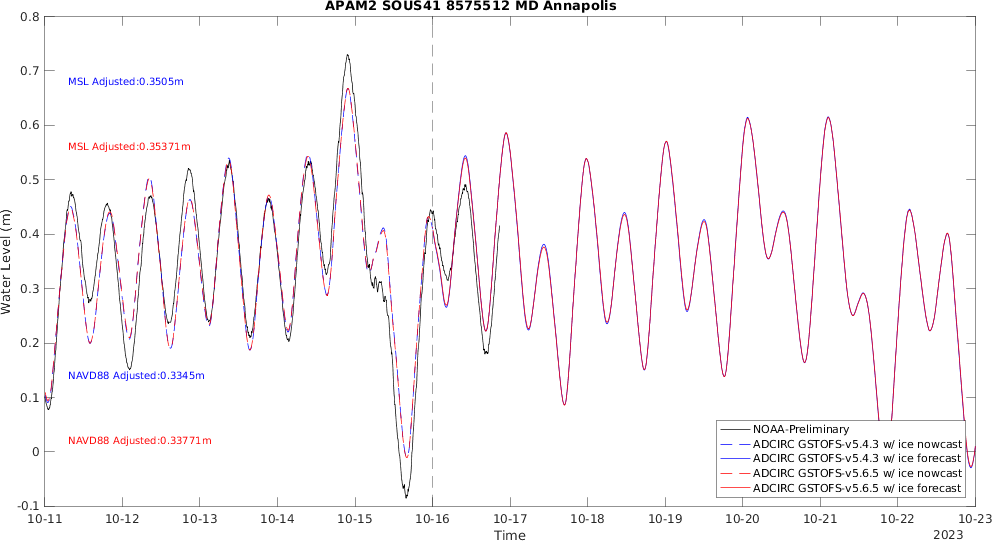 APAM2 SOUS41 8575512 MD Annapolis
0.8
0.7
0.6
0.5
0.4
0.3
0.2
0.1
0
-0.1
Water Level (m)
MSL Adjusted:0.3505m
MSL Adjusted:0.35371m
NAVD88 Adjusted:0.3345m
NAVD88 Adjusted:0.33771m
NOAA-Preliminary
ADCIRC GSTOFS-v5.4.3 w/ ice nowcast
ADCIRC GSTOFS-v5.4.3 w/ ice forecast
ADCIRC GSTOFS-v5.6.5 w/ ice nowcast
ADCIRC GSTOFS-v5.6.5 w/ ice forecast
10-11 10-12 10-13 10-14 10-15 10-16 10-17 10-18 10-19 10-20 10-21 10-22 10-23
Time
2023